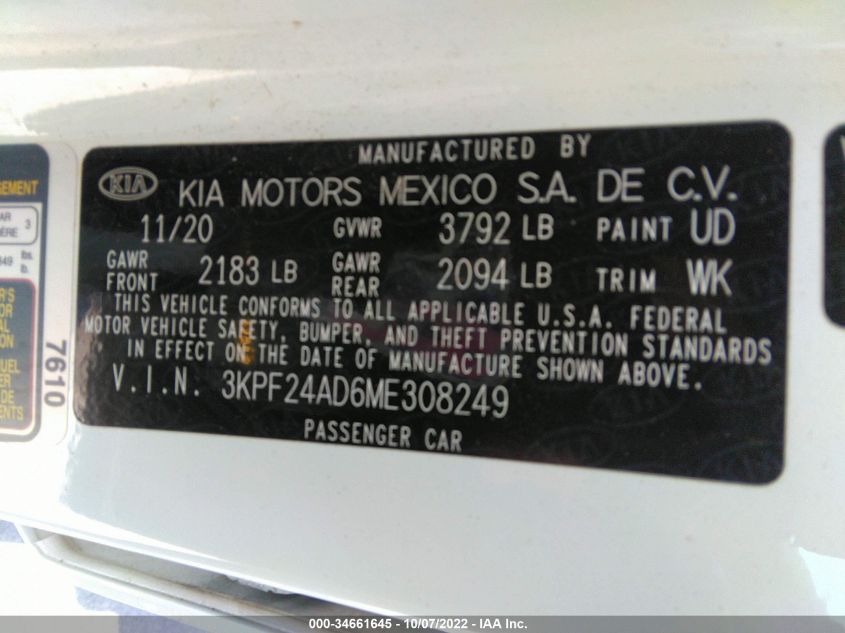 MANUFACTURED BY
KIA KIA MOTORS MEXICO S.A. DE C.V.
11/20 GVWR 3792 LB PAINT UD
GAWR FRONT 2183 LB GAWR REAR 2094 LB TRIM WK
THIS VEHICLE CONFORMS TO ALL APPLICABLE U.S.A. FEDERAL
MOTOR VEHICLE SAFETY, BUMPER, AND THEFT PREVENTION STANDARDS
IN EFFECT ON THE DATE OF MANUFACTURE SHOWN ABOVE.
V.I.N. 3KPF24AD6ME308249
PASSENGER CAR
7610
000-34661645 - 10/07/2022 - IAA Inc.